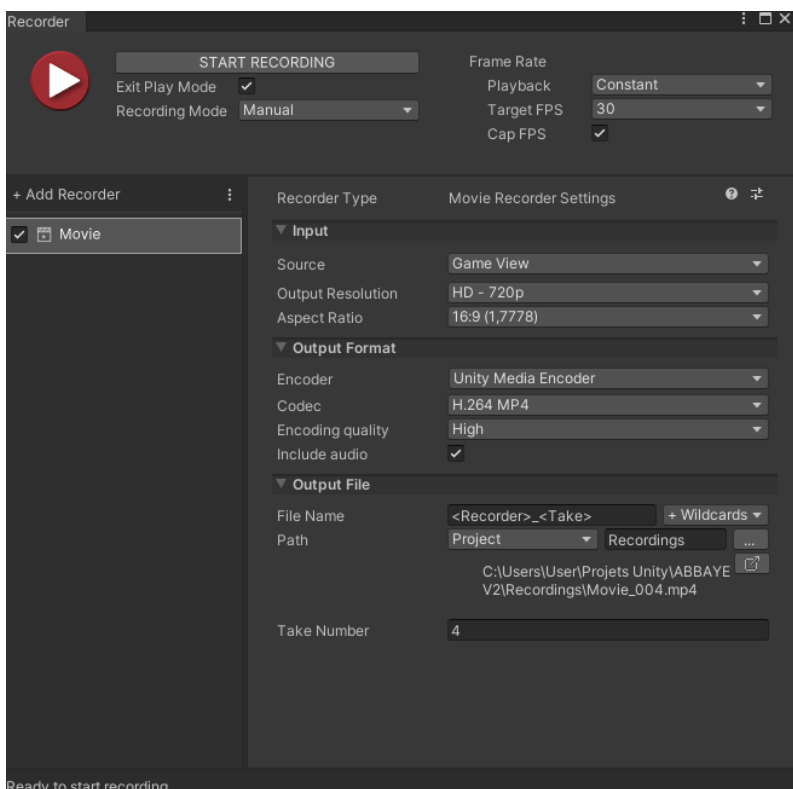 Recorder
START RECORDING
Exit Play Mode
Recording Mode Manual
Frame Rate
Playback Constant
Target FPS 30
Cap FPS
+ Add Recorder
Movie
Recorder Type Movie Recorder Settings
Input
Source Game View
Output Resolution HD - 720p
Aspect Ratio 16:9 (1,7778)
Output Format
Encoder Unity Media Encoder
Codec H.264 MP4
Encoding quality High
Include audio
Output File
File Name <Recorder>_<Take> + Wildcards
Path Project Recordings ...
C:\Users\User\Projets Unity\ABBAYE
V2\Recordings\Movie_004.mp4
Take Number 4
Ready to start recording